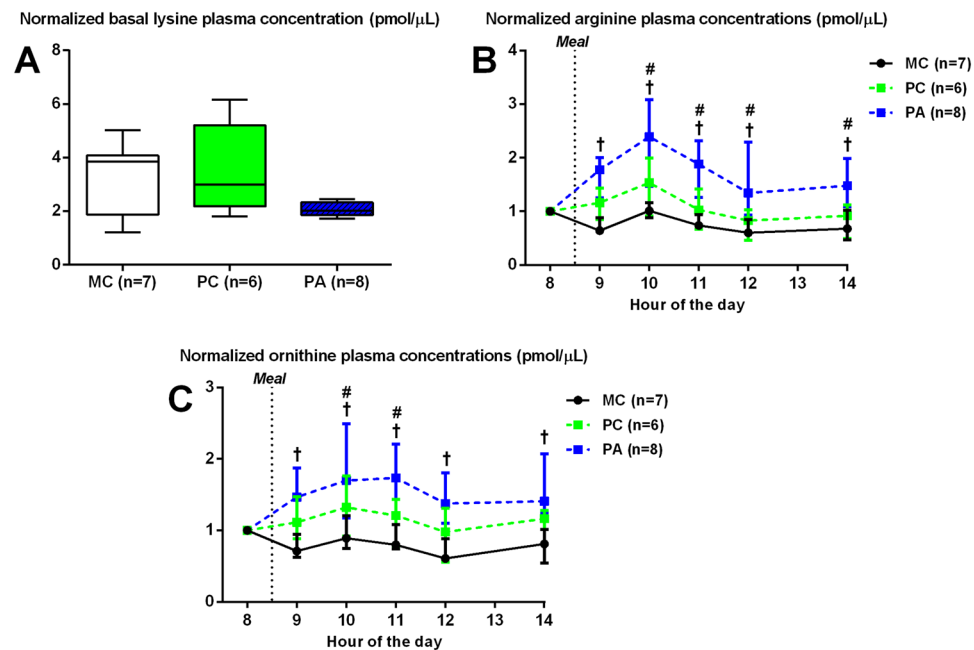 Normalized basal lysine plasma concentration (pmol/µL)
A
8
6
4
2
0
MC (n=7) PC (n=6) PA (n=8)
Normalized arginine plasma concentrations (pmol/µL)
B
Meal
4
3
2
1
0
# # # #
† † † † †
8 9 10 11 12 13 14
Hour of the day
MC (n=7)
PC (n=6)
PA (n=8)
Normalized ornithine plasma concentrations (pmol/µL)
C
Meal
3
2
1
0
# #
† † † † †
8 9 10 11 12 13 14
Hour of the day
MC (n=7)
PC (n=6)
PA (n=8)